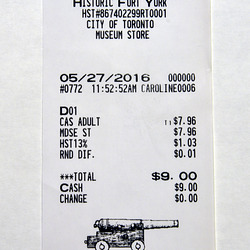 HISTORIC FORT YORK
HST#867402299RT0001
CITY OF TORONTO
MUSEUM STORE
05/27/2016 000000
#0772 11:52:52AM CAROLINE0006
D01
CAS ADULT 11$7.96
MDSE ST $7.96
HST13% $1.03
RND DIF. $0.01
***TOTAL $9.00
CASH $9.00
CHANGE $0.00